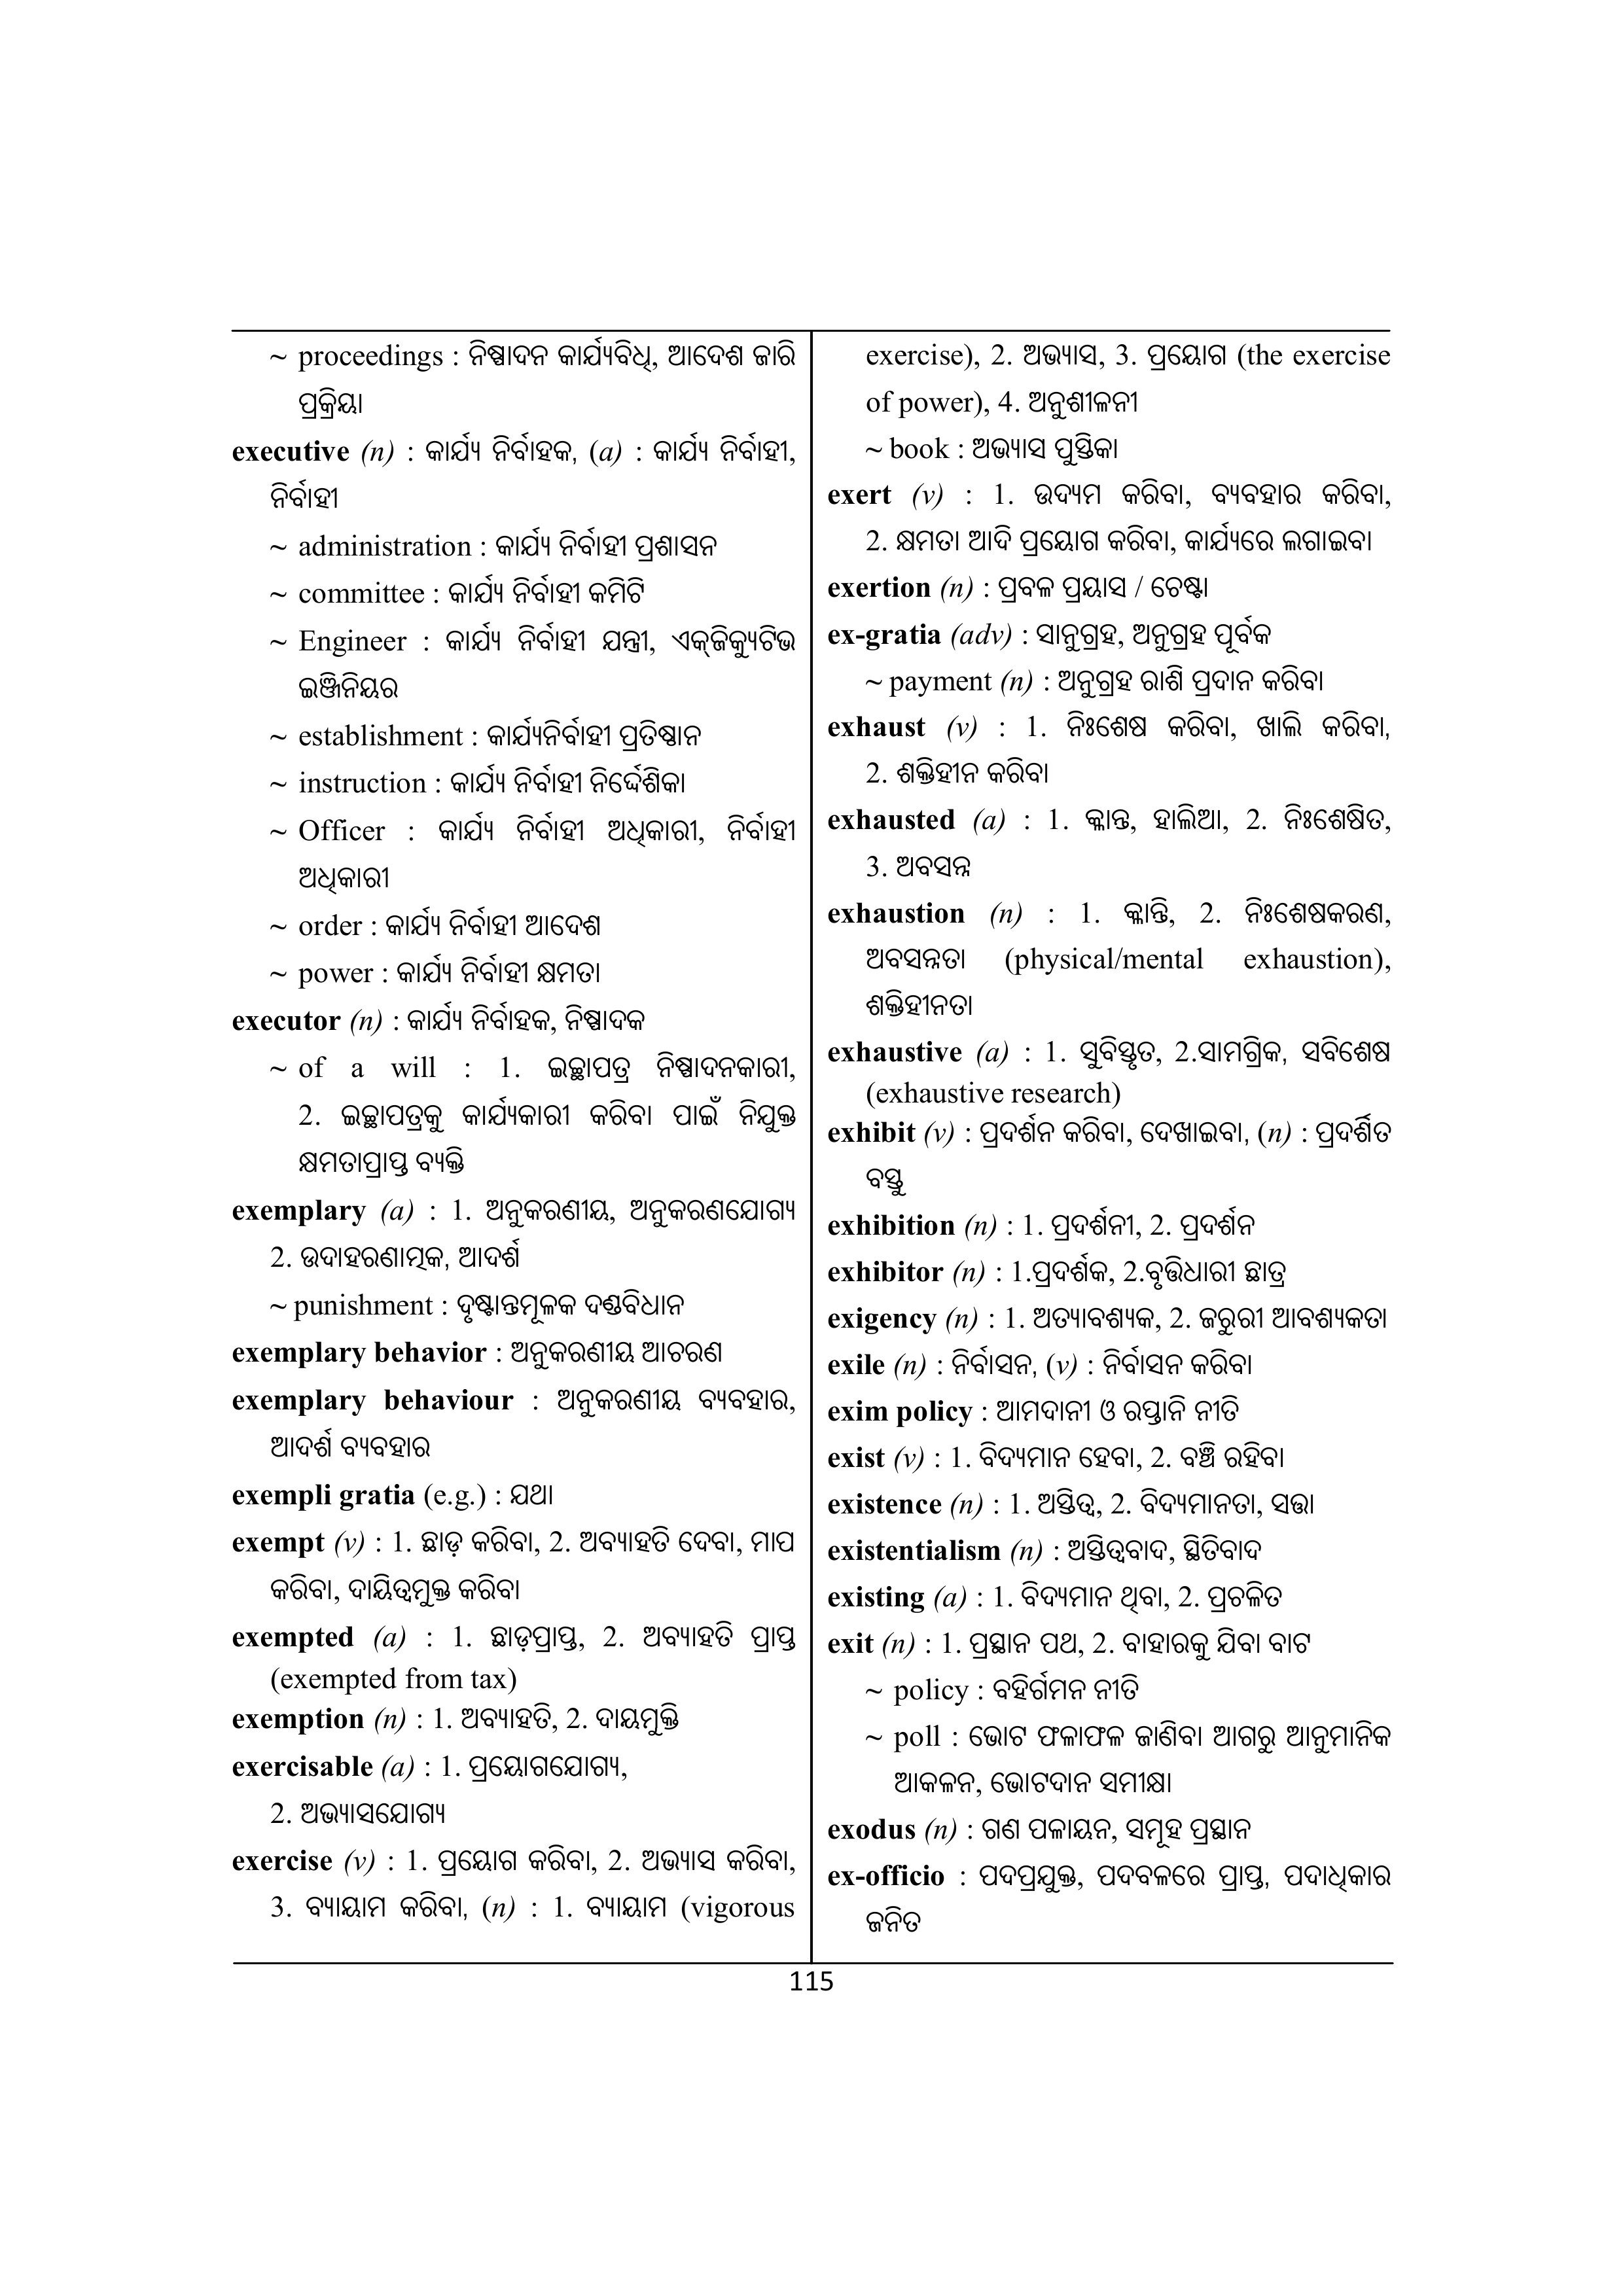 ~ proceedings : ନିଷ୍ପାଦନ କାର୍ଯ୍ୟବିଧି, ଆଦେଶ ଜାରି
ପ୍ରକ୍ରିୟା
executive (n) : କାର୍ଯ୍ୟ ନିର୍ବାହକ, (a) : କାର୍ଯ୍ୟ ନିର୍ବାହୀ,
ନିର୍ବାହୀ
~ administration : କାର୍ଯ୍ୟ ନିର୍ବାହୀ ପ୍ରଶାସନ
~ committee : କାର୍ଯ୍ୟ ନିର୍ବାହୀ କମିଟି
~ Engineer : କାର୍ଯ୍ୟ ନିର୍ବାହୀ ଯନ୍ତ୍ରୀ, ଏକ୍‌ଜିକ୍ୟୁଟିଭ
ଇଞ୍ଜିନିୟର
~ establishment : କାର୍ଯ୍ୟନିର୍ବାହୀ ପ୍ରତିଷ୍ଠାନ
~ instruction : କାର୍ଯ୍ୟ ନିର୍ବାହୀ ନିର୍ଦ୍ଦେଶିକା
~ Officer : କାର୍ଯ୍ୟ ନିର୍ବାହୀ ଅଧିକାରୀ, ନିର୍ବାହୀ
ଅଧିକାରୀ
~ order : କାର୍ଯ୍ୟ ନିର୍ବାହୀ ଆଦେଶ
~ power : କାର୍ଯ୍ୟ ନିର୍ବାହୀ କ୍ଷମତା
executor (n) : କାର୍ଯ୍ୟ ନିର୍ବାହକ, ନିଷ୍ପାଦକ
~ of a will : 1. ଇଚ୍ଛାପତ୍ର ନିଷ୍ପାଦନକାରୀ,
2. ଇଚ୍ଛାପତ୍ରକୁ କାର୍ଯ୍ୟକାରୀ କରିବା ପାଇଁ ନିଯୁକ୍ତ
କ୍ଷମତାପ୍ରାପ୍ତ ବ୍ୟକ୍ତି
exemplary (a) : 1. ଅନୁକରଣୀୟ, ଅନୁକରଣଯୋଗ୍ୟ
2. ଉଦାହରଣାତ୍ମକ, ଆଦର୍ଶ
~ punishment : ଦୃଷ୍ଟାନ୍ତମୂଳକ ଦଣ୍ଡବିଧାନ
exemplary behavior : ଅନୁକରଣୀୟ ଆଚରଣ
exemplary behaviour : ଅନୁକରଣୀୟ ବ୍ୟବହାର,
ଆଦର୍ଶ ବ୍ୟବହାର
exempli gratia (e.g.) : ଯଥା
exempt (v) : 1. ଛାଡ଼ କରିବା, 2. ଅବ୍ୟାହତି ଦେବା, ମାପ
କରିବା, ଦାୟିତ୍ଵମୁକ୍ତ କରିବା
exempted (a) : 1. ଛାଡ଼ପ୍ରାପ୍ତ, 2. ଅବ୍ୟାହତି ପ୍ରାପ୍ତ
(exempted from tax)
exemption (n) : 1. ଅବ୍ୟାହତି, 2. ଦାୟମୁକ୍ତି
exercisable (a) : 1. ପ୍ରୟୋଗଯୋଗ୍ୟ,
2. ଅଭ୍ୟାସଯୋଗ୍ୟ
exercise (v) : 1. ପ୍ରୟୋଗ କରିବା, 2. ଅଭ୍ୟାସ କରିବା,
3. ବ୍ୟାୟାମ କରିବା, (n) : 1. ବ୍ୟାୟାମ (vigorous
exercise), 2. ଅଭ୍ୟାସ, 3. ପ୍ରୟୋଗ (the exercise
of power), 4. ଅନୁଶୀଳନୀ
~ book : ଅଭ୍ୟାସ ପୁସ୍ତିକା
exert (v) : 1. ଉଦ୍ୟମ କରିବା, ବ୍ୟବହାର କରିବା,
2. କ୍ଷମତା ଆଦି ପ୍ରୟୋଗ କରିବା, କାର୍ଯ୍ୟରେ ଲଗାଇବା
exertion (n) : ପ୍ରବଳ ପ୍ରୟାସ / ଚେଷ୍ଟା
ex-gratia (adv) : ସାନୁଗ୍ରହ, ଅନୁଗ୍ରହ ପୂର୍ବକ
~ payment (n) : ଅନୁଗ୍ରହ ରାଶି ପ୍ରଦାନ କରିବା
exhaust (v) : 1. ନିଃଶେଷ କରିବା, ଖାଲି କରିବା,
2. ଶକ୍ତିହୀନ କରିବା
exhausted (a) : 1. କ୍ଳାନ୍ତ, ହାଲିଆ, 2. ନିଃଶେଷିତ,
3. ଅବସନ୍ନ
exhaustion (n) : 1. କ୍ଳାନ୍ତି, 2. ନିଃଶେଷକରଣ,
ଅବସନ୍ନତା (physical/mental exhaustion),
ଶକ୍ତିହୀନତା
exhaustive (a) : 1. ସୁବିସ୍ତୃତ, 2.ସାମଗ୍ରିକ, ସବିଶେଷ
(exhaustive research)
exhibit (v) : ପ୍ରଦର୍ଶନ କରିବା, ଦେଖାଇବା, (n) : ପ୍ରଦର୍ଶିତ
ବସ୍ତୁ
exhibition (n) : 1. ପ୍ରଦର୍ଶନୀ, 2. ପ୍ରଦର୍ଶନ
exhibitor (n) : 1.ପ୍ରଦର୍ଶକ, 2.ବୃତ୍ତିଧାରୀ ଛାତ୍ର
exigency (n) : 1. ଅତ୍ୟାବଶ୍ୟକ, 2. ଜରୁରୀ ଆବଶ୍ୟକତା
exile (n) : ନିର୍ବାସନ, (v) : ନିର୍ବାସନ କରିବା
exim policy : ଆମଦାନୀ ଓ ରପ୍ତାନି ନୀତି
exist (v) : 1. ବିଦ୍ୟମାନ ହେବା, 2. ବଞ୍ଚି ରହିବା
existence (n) : 1. ଅସ୍ତିତ୍ଵ, 2. ବିଦ୍ୟମାନତା, ସତ୍ତା
existentialism (n) : ଅସ୍ତିତ୍ଵବାଦ, ସ୍ଥିତିବାଦ
existing (a) : 1. ବିଦ୍ୟମାନ ଥିବା, 2. ପ୍ରଚଳିତ
exit (n) : 1. ପ୍ରସ୍ଥାନ ପଥ, 2. ବାହାରକୁ ଯିବା ବାଟ
~ policy : ବହିର୍ଗମନ ନୀତି
~ poll : ଭୋଟ ଫଳାଫଳ ଜାଣିବା ଆଗରୁ ଆନୁମାନିକ
ଆକଳନ, ଭୋଟଦାନ ସମୀକ୍ଷା
exodus (n) : ଗଣ ପଳାୟନ, ସମୂହ ପ୍ରସ୍ଥାନ
ex-officio : ପଦପ୍ରଯୁକ୍ତ, ପଦବଳରେ ପ୍ରାପ୍ତ, ପଦାଧିକାର
ଜନିତ
115